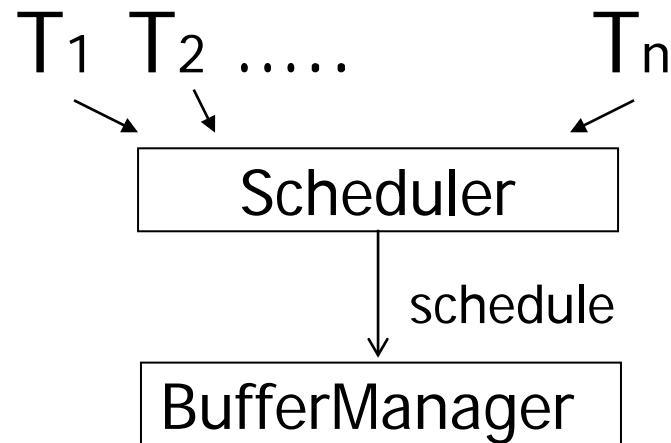 T1 T2 ..... Tn
Scheduler
schedule
BufferManager